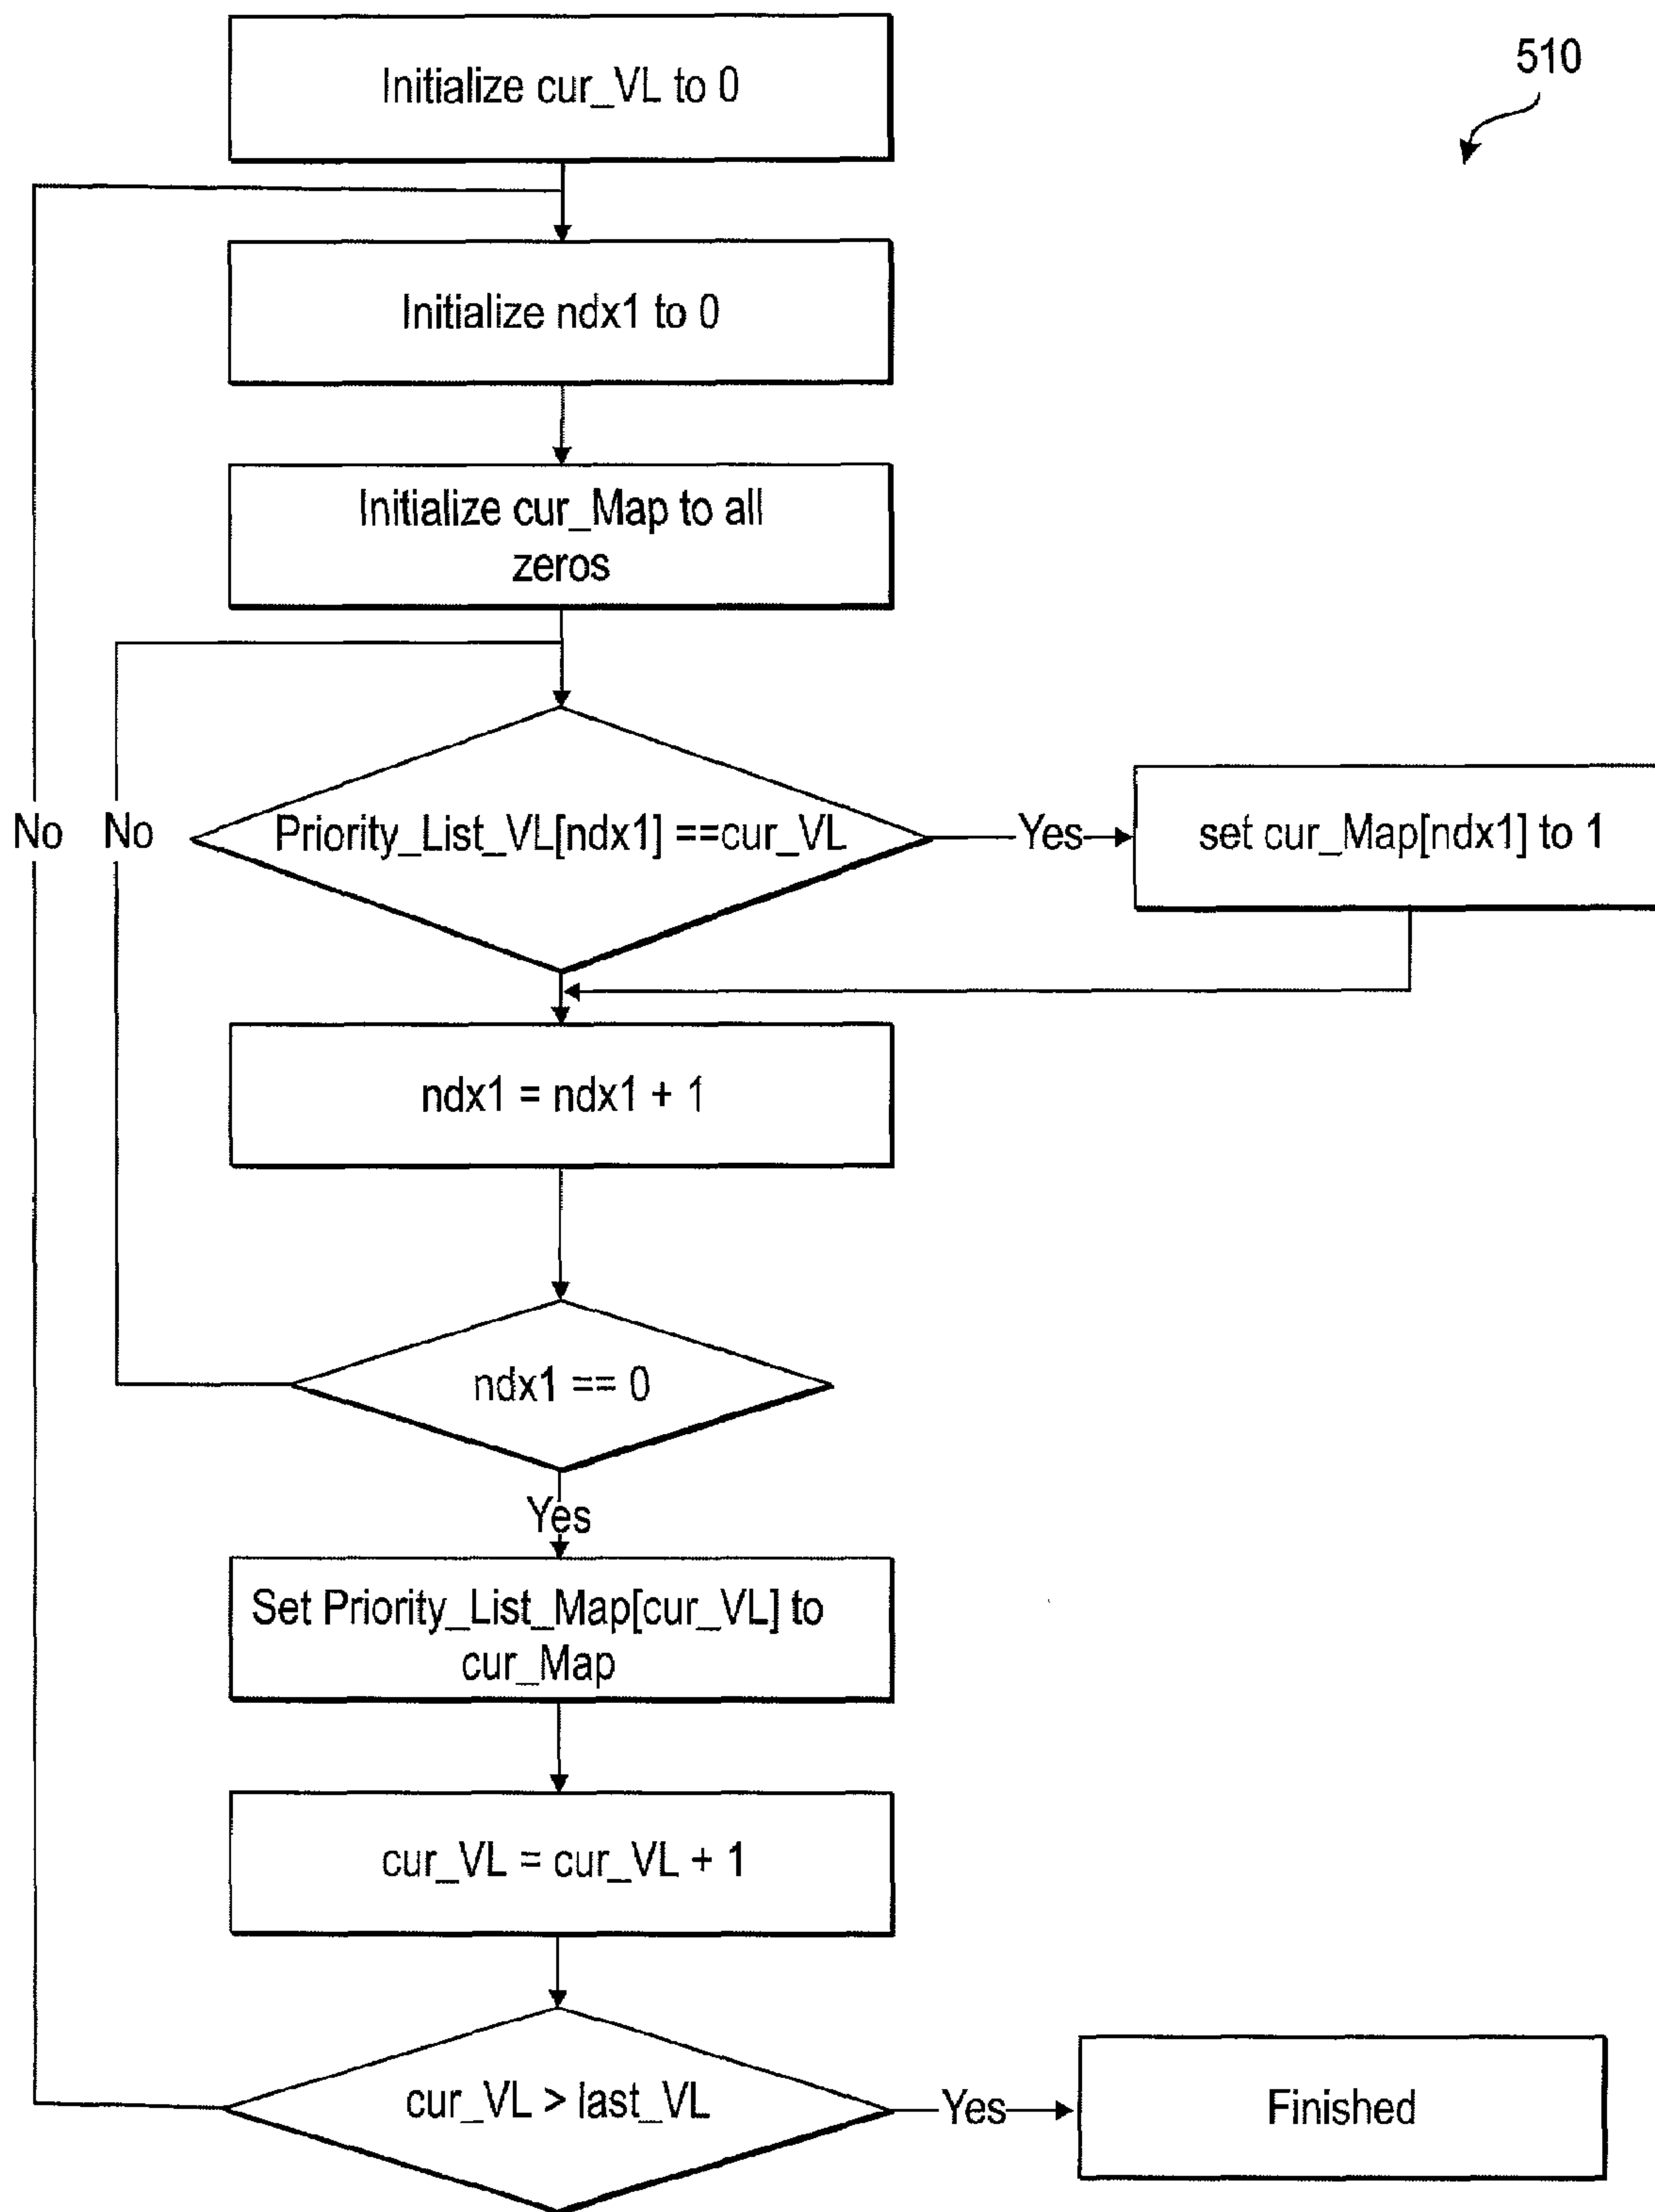 510
Initialize cur_VL to 0
Initialize ndx1 to 0
Initialize cur_Map to all
zeros
No
No
Priority_List_VL[ndx1] ==cur_VL
Yes
set cur_Map[ndx1] to 1
ndx1 = ndx1 + 1
ndx1 == 0
Yes
Set Priority_List_Map[cur_VL] to
cur_Map
cur_VL = cur_VL + 1
cur_VL > last_VL
Yes
Finished